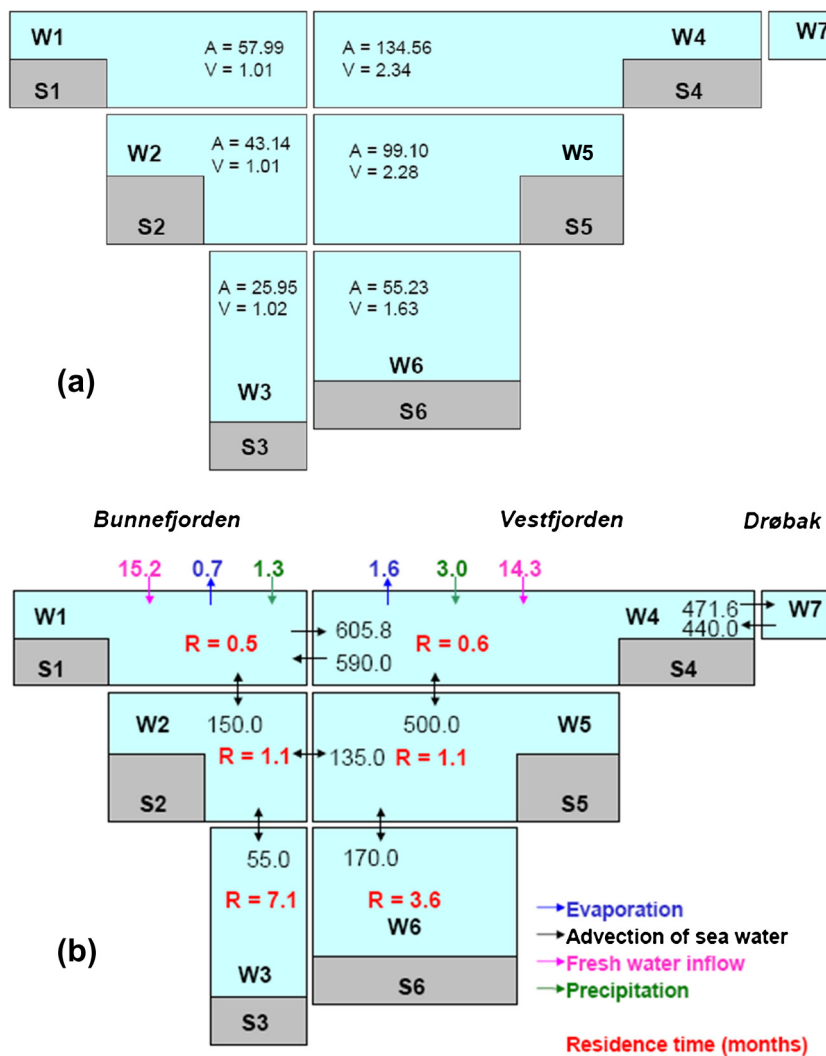 W1
A = 57.99
V = 1.01
A = 134.56
V = 2.34
W4
W7
S1
S4
W2
A = 43.14
V = 1.01
A = 99.10
V = 2.28
W5
S2
S5
A = 25.95
V = 1.02
A = 55.23
V = 1.63
W6
W3
S6
S3
(a)
Bunnefjorden
Vestfjorden
Drøbak
15.2
0.7
1.3
1.6
3.0
14.3
W1
R = 0.5
605.8
590.0
R = 0.6
W4
471.6
440.0
W7
S1
S4
W2
150.0
R = 1.1
135.0
500.0
R = 1.1
W5
S2
S5
55.0
R = 7.1
W3
S3
170.0
R = 3.6
W6
S6
(b)
Evaporation
Advection of sea water
Fresh water inflow
Precipitation
Residence time (months)